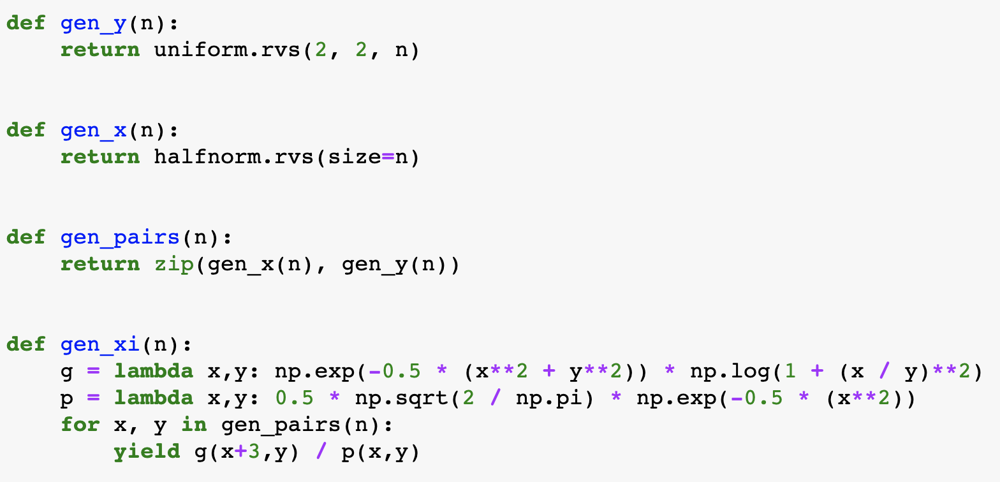 def gen_y(n):
    return uniform.rvs(2, 2, n)
def gen_x(n):
    return halfnorm.rvs(size=n)
def gen_pairs(n):
    return zip(gen_x(n), gen_y(n))
def gen_xi(n):
    g = lambda x,y: np.exp(-0.5 * (x**2 + y**2)) * np.log(1 + (x / y)**2)
    p = lambda x,y: 0.5 * np.sqrt(2 / np.pi) * np.exp(-0.5 * (x**2))
    for x, y in gen_pairs(n):
        yield g(x+3,y) / p(x,y)